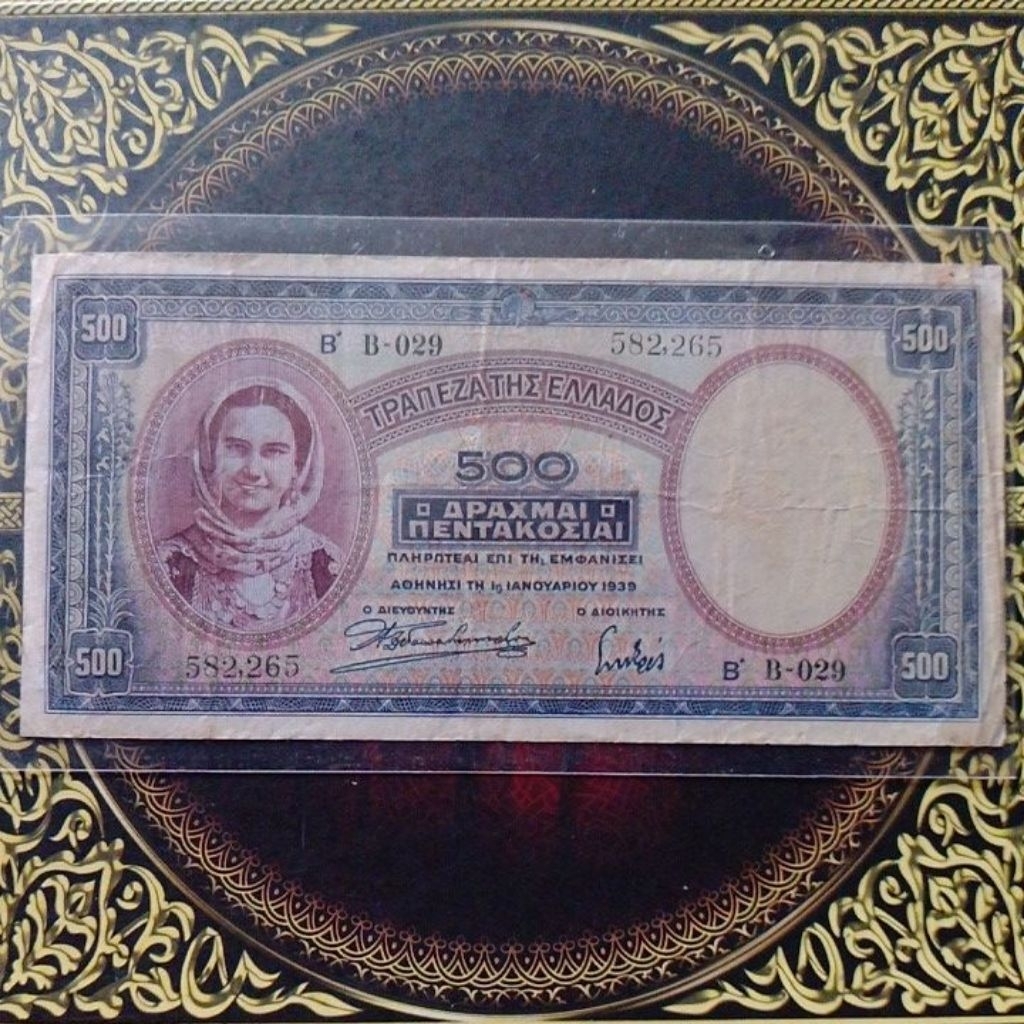 500
Β* Β-029
582,265
500
ΤΡΑΠΕΖΑ ΤΗΣ ΕΛΛΑΔΟΣ
500
ΔΡΑΧΜΑΙ
ΠΕΝΤΑΚΟΣΙΑΙ
ΠΛΗΡΩΤΕΑΙ ΕΠΙ ΤΗι ΕΜΦΑΝΙΣΕΙ
ΑΘΗΝΗΣΙ ΤΗ 1η ΙΑΝΟΥΑΡΙΟΥ 1939
Ο ΔΙΕΥΘΥΝΤΗΣ
Ο ΔΙΟΙΚΗΤΗΣ
500
582,265
Β* Β-029
500